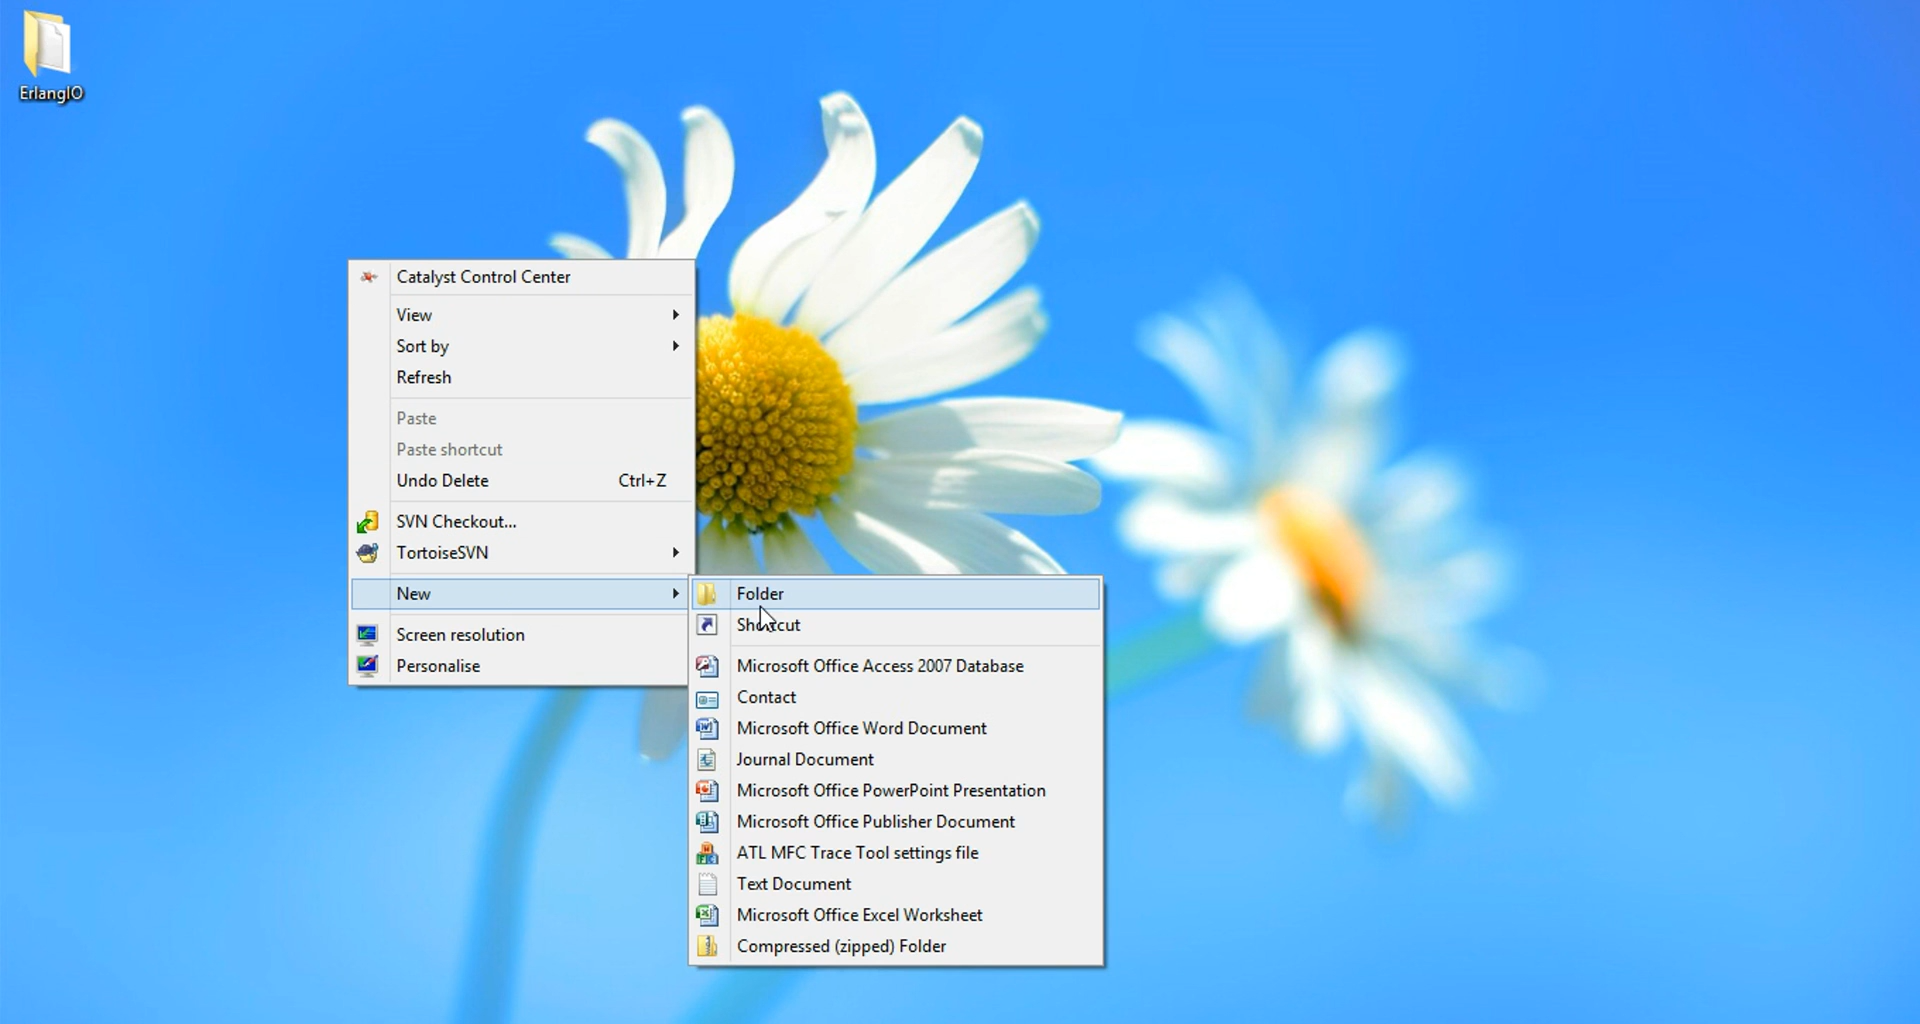 ErlangIO
Catalyst Control Center
View
Sort by
Refresh
Paste
Paste shortcut
Undo Delete Ctrl+Z
SVN Checkout...
TortoiseSVN
New
Screen resolution
Personalise
Folder
Shortcut
Microsoft Office Access 2007 Database
Contact
Microsoft Office Word Document
Journal Document
Microsoft Office PowerPoint Presentation
Microsoft Office Publisher Document
ATL MFC Trace Tool settings file
Text Document
Microsoft Office Excel Worksheet
Compressed (zipped) Folder